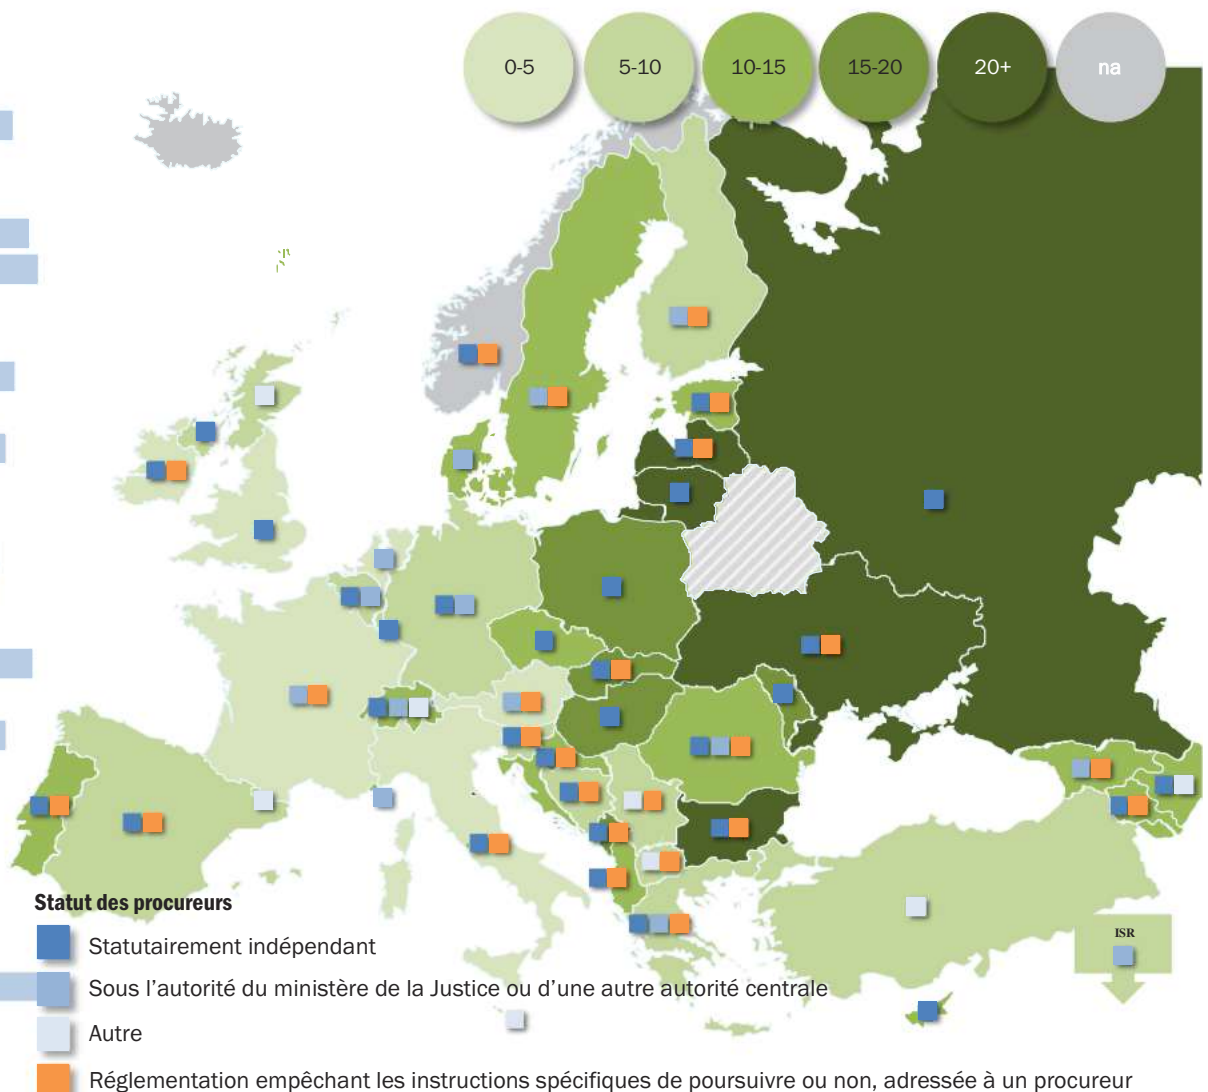 0-5
5-10
10-15
15-20
20+
na
Statut des procureurs
Statutairement indépendant
ISR
Sous l'autorité du ministère de la Justice ou d'une autre autorité centrale
Autre
Réglementation empêchant les instructions spécifiques de poursuivre ou non, adressée à un procureur